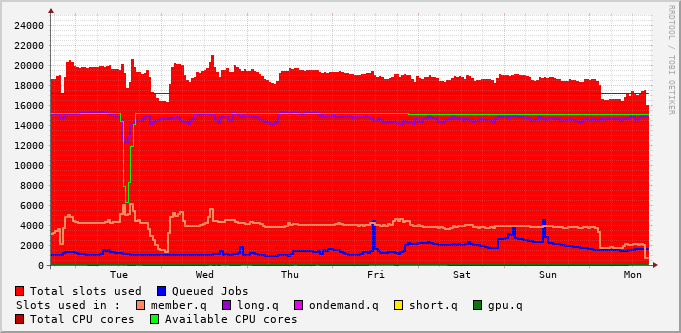 RRDTOOL / TOBI OETIKER
24000
22000
20000
18000
16000
14000
12000
10000
8000
6000
4000
2000
0
Tue Wed Thu Fri Sat Sun Mon
Total slots used Queued Jobs
Slots used in : member.q long.q ondemand.q short.q gpu.q
Total CPU cores Available CPU cores